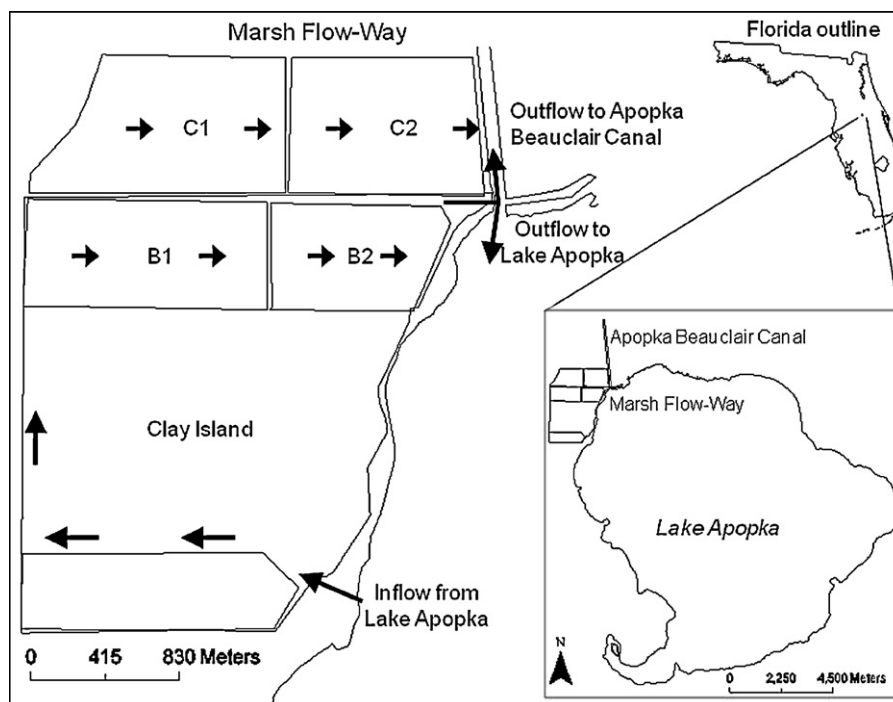 Marsh Flow-Way
Florida outline
C1
C2
Outflow to Apopka
Beauclair Canal
B1
B2
Outflow to
Lake Apopka
Clay Island
Inflow from
Lake Apopka
0 415 830 Meters
Apopka Beauclair Canal
Marsh Flow-Way
Lake Apopka
N
0 2,250 4,500 Meters